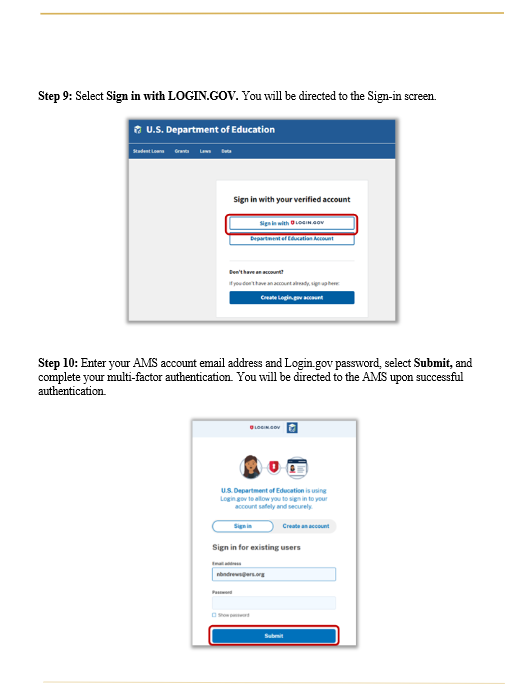 Step 9: Select Sign in with LOGIN.GOV. You will be directed to the Sign-in screen.
U.S. Department of Education
Student Loans Grants Laws Data
Sign in with your verified account
Sign in with LOGIN.GOV
Department of Education Account
Don't have an account?
If you don't have an account already, sign up here:
Create Login.gov account
Step 10: Enter your AMS account email address and Login.gov password, select Submit, and
complete your multi-factor authentication. You will be directed to the AMS upon successful
authentication.
LOGIN.GOV
U.S. Department of Education is using
Login.gov to allow you to sign in to your
account safely and securely.
Sign in Create an account
Sign in for existing users
Email address
Password
Show password
Submit